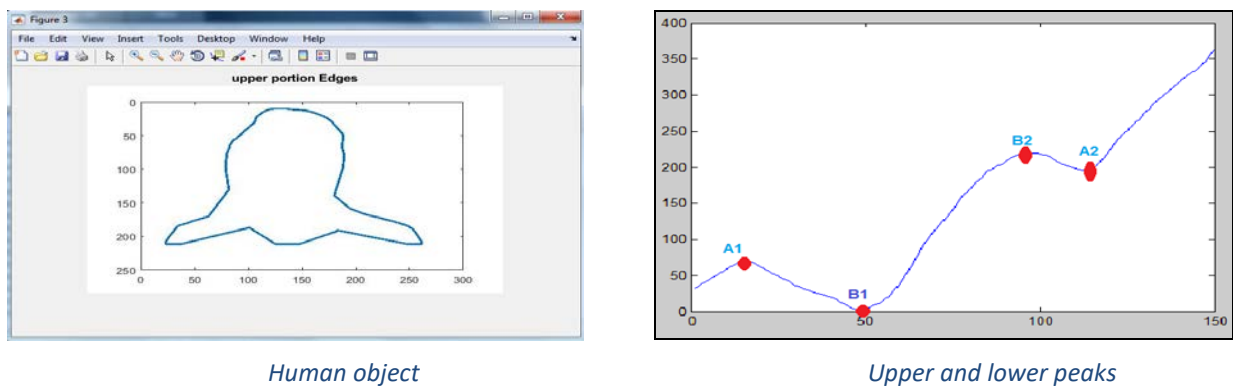 Figure 3
File Edit View Insert Tools Desktop Window Help
upper portion Edges
0
50
100
150
200
250
0 50 100 150 200 250 300
Human object
400
350
300
250
200
150
100
50
0
A1
B1
B2
A2
0 50 100 150
Upper and lower peaks